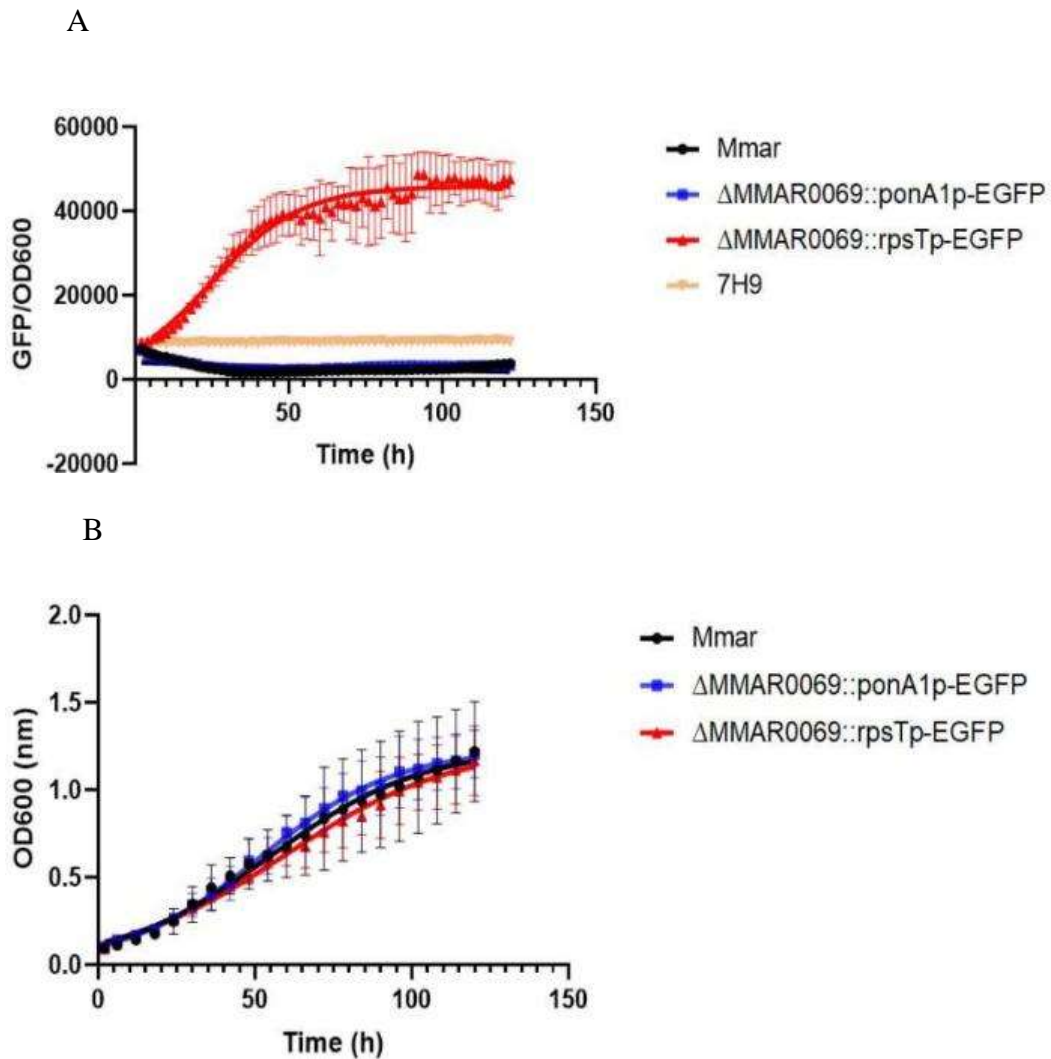 A
60000
40000
20000
0
-20000
GFP/OD600
50
100
150
Time (h)
Mmar
ΔMMAR0069::ponA1p-EGFP
ΔMMAR0069::rpsTp-EGFP
7H9
B
2.0
1.5
1.0
0.5
0.0
OD600 (nm)
0
50
100
150
Time (h)
Mmar
ΔMMAR0069::ponA1p-EGFP
ΔMMAR0069::rpsTp-EGFP